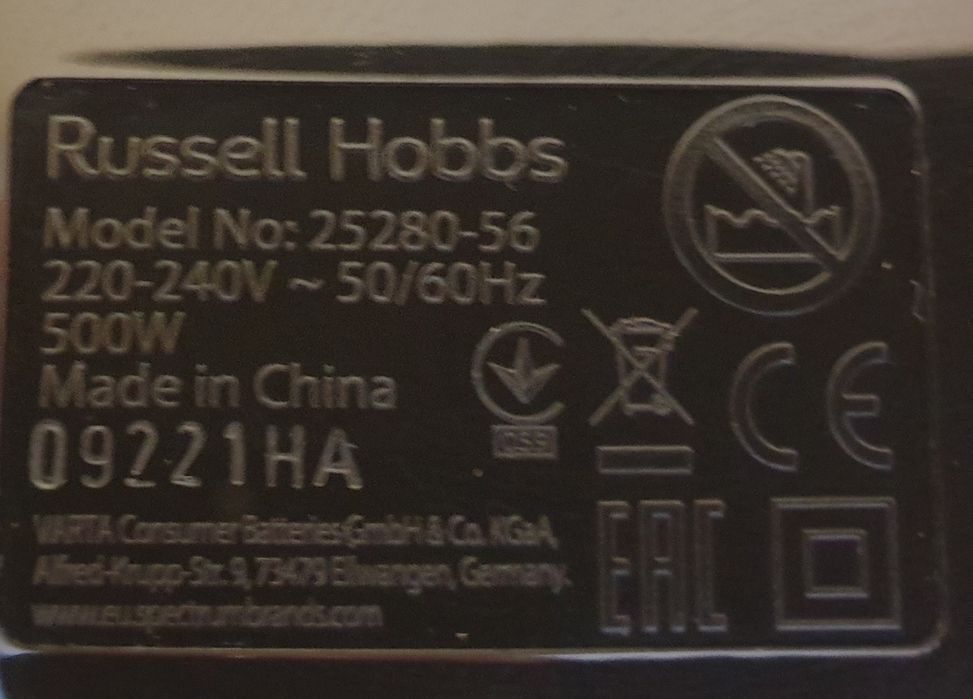 Russell Hobbs
Model No: 25280-56
220-240V ~ 50/60Hz
500W
Made in China
09221HA
CE
VARTA Consumer Batteries GmbH & Co. KGaA,
Alfred-Krupp-Str. 9, 73479 Ellwangen, Germany.
www.eu.spectrumbrands.com
EAC